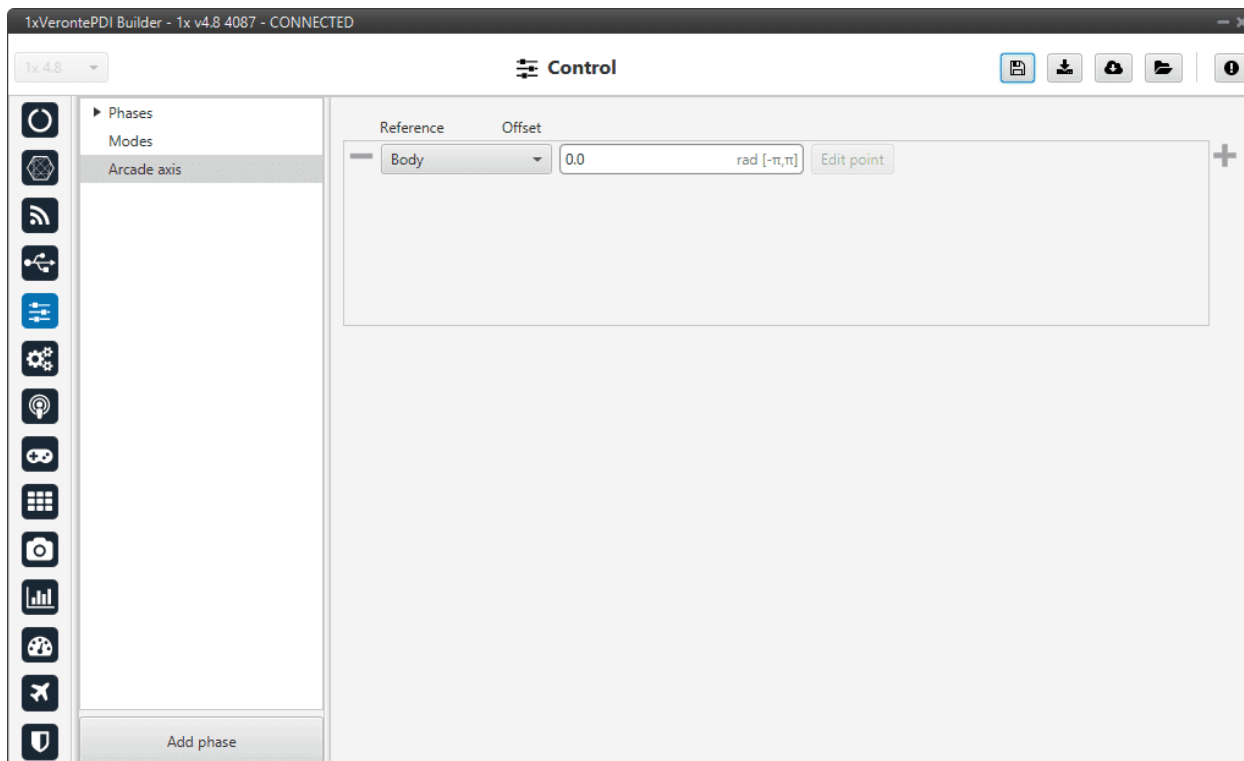 1xVerontePDI Builder - 1x v4.8 4087 - CONNECTED
1x 4.8
Control
Phases
Modes
Arcade axis
Reference Offset
Body 0.0 rad [-π,π] Edit point
Add phase